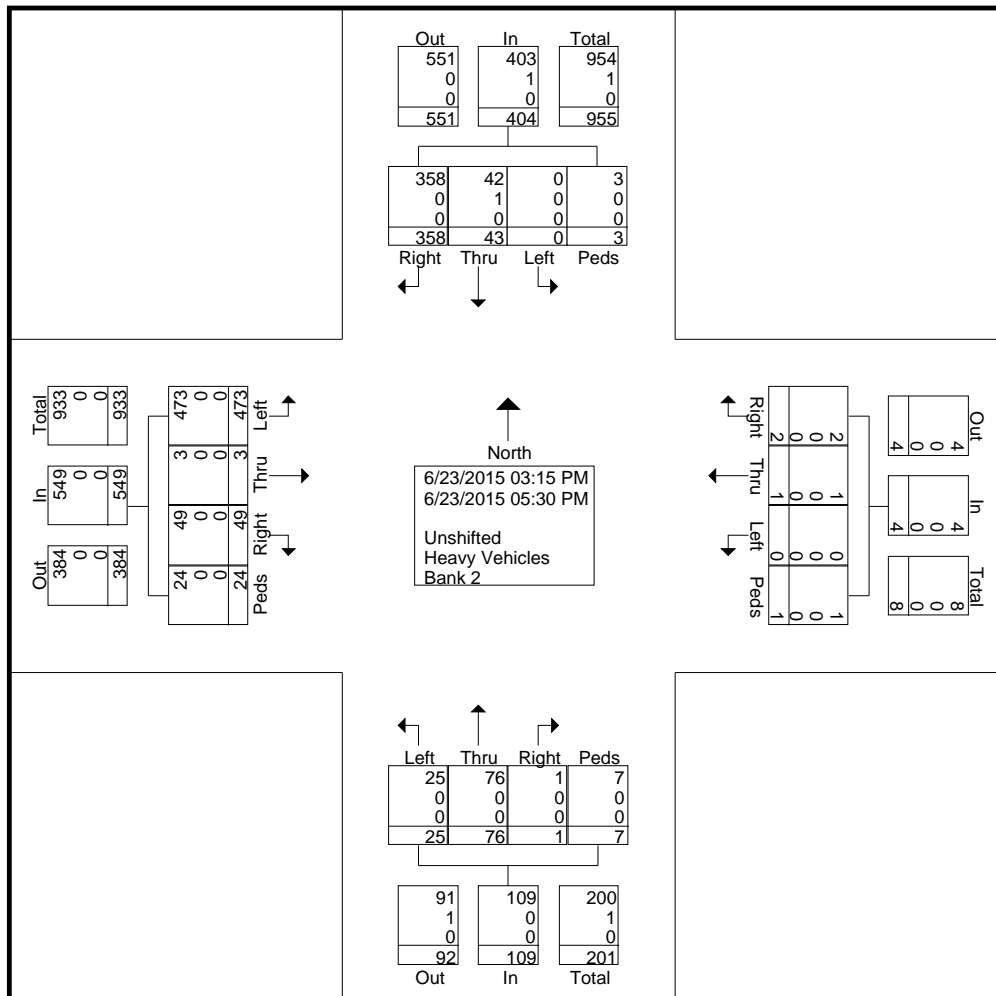 Out In Total
551 403 954
0 1 1
0 0 0
551 404 955
358 42 0 3
0 1 0 0
0 0 0 0
358 43 0 3
Right Thru Left Peds
Total
933 0 0 933
In
549 0 0 549
Out
384 0 0 384
473 0 0 473
Left
3 0 0 3
Thru
49 0 0 49
Right
24 0 0 24
Peds
North
6/23/2015 03:15 PM
6/23/2015 05:30 PM
Unshifted
Heavy Vehicles
Bank 2
Right
2 0 0 2
Thru
1 0 0 1
Left
0 0 0 0
Peds
1 0 0 1
Out
4 0 0 4
In
4 0 0 4
Total
8 0 0 8
Left Thru Right Peds
25 76 1 7
0 0 0 0
0 0 0 0
25 76 1 7
91 109 200
1 0 1
0 0 0
92 109 201
Out In Total